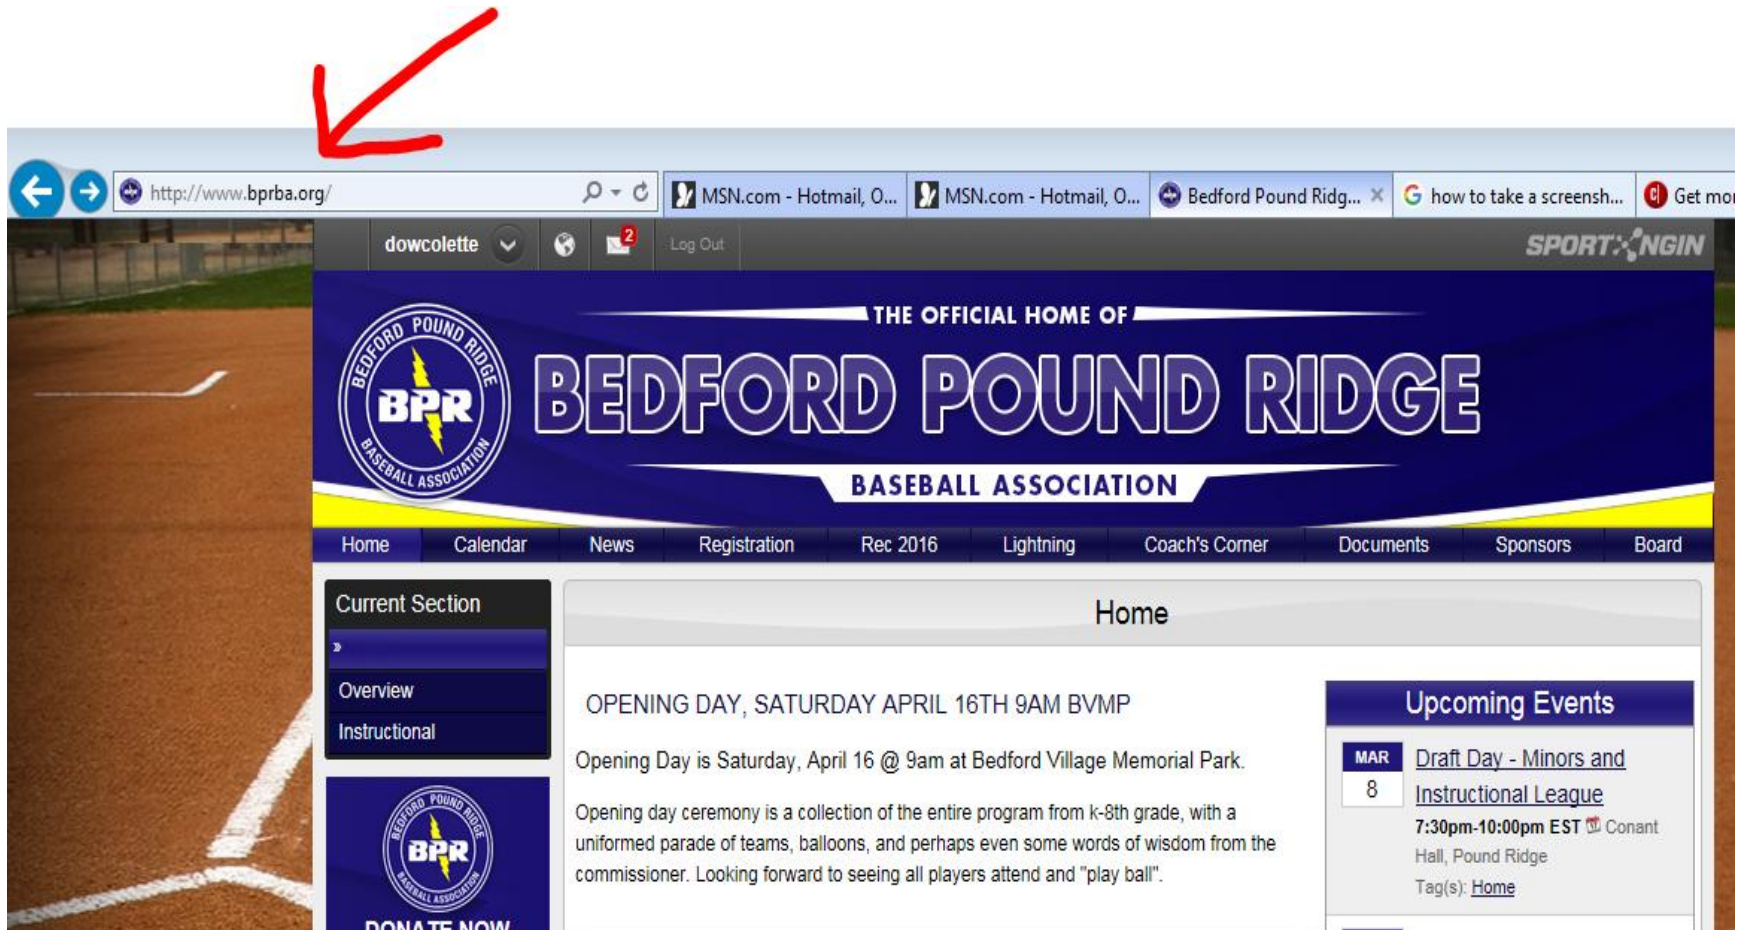 http://www.bprba.org/
MSN.com - Hotmail, O...
MSN.com - Hotmail, O...
Bedford Pound Ridg...
how to take a screensh...
Get mo
dowcolette
2
Log Out
SPORT NGIN
THE OFFICIAL HOME OF
BEDFORD POUND RIDGE
BASEBALL ASSOCIATION
BEDFORD POUND RIDGE
BPR
BASEBALL ASSOCIATION
Home
Calendar
News
Registration
Rec 2016
Lightning
Coach's Corner
Documents
Sponsors
Board
Current Section
»
Overview
Instructional
BEDFORD POUND RIDGE
BPR
BASEBALL ASSOCIATION
DONATE NOW
Home
OPENING DAY, SATURDAY APRIL 16TH 9AM BVMP
Opening Day is Saturday, April 16 @ 9am at Bedford Village Memorial Park.
Opening day ceremony is a collection of the entire program from k-8th grade, with a
uniformed parade of teams, balloons, and perhaps even some words of wisdom from the
commissioner. Looking forward to seeing all players attend and "play ball".
Upcoming Events
MAR
8
Draft Day - Minors and
Instructional League
7:30pm-10:00pm EST Conant
Hall, Pound Ridge
Tag(s): Home